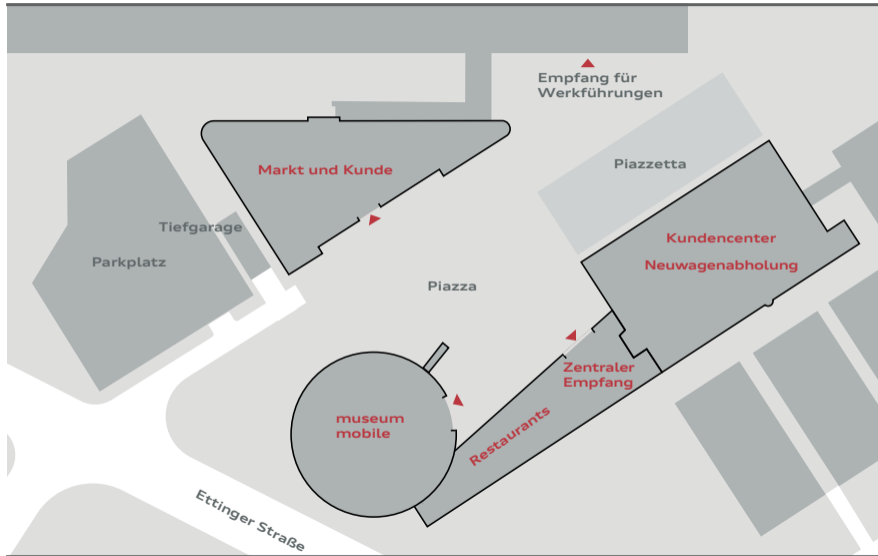 Empfang für
Werkführungen
Markt und Kunde
Piazzetta
Tiefgarage
Parkplatz
Kundencenter
Neuwagenabholung
Piazza
Zentraler
Empfang
museum
mobile
Restaurants
Ettinger Straße